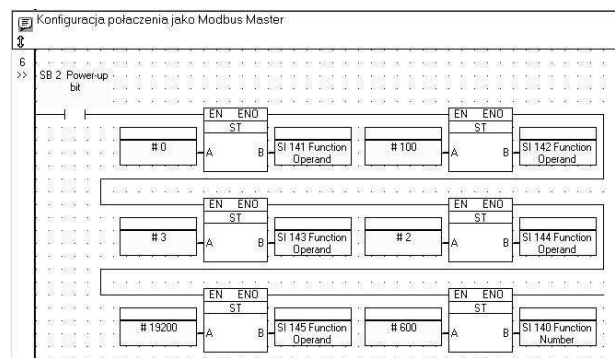 Konfiguracja połaczenia jako Modbus Master
6
>>
SB 2 Power-up
bit
EN ENO EN ENO
ST ST
# 0 A B SI 141 Function # 100 A B SI 142 Function
Operand Operand
EN ENO EN ENO
ST ST
# 3 A B SI 143 Function # 2 A B SI 144 Function
Operand Operand
EN ENO EN ENO
ST ST
# 19200 A B SI 145 Function # 600 A B SI 140 Function
Operand Number